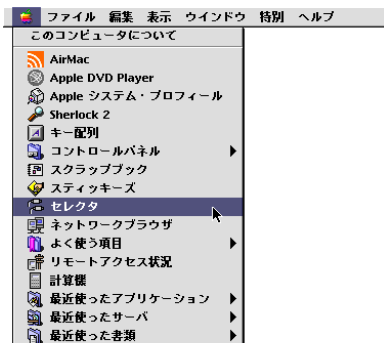 ファイル 編集 表示 ウインドウ 特別 ヘルプ
このコンピュータについて
AirMac
Apple DVD Player
Apple システム・プロフィール
Sherlock 2
キー配列
コントロールパネル
スクラップブック
スティッキーズ
セレクタ
ネットワークブラウザ
よく使う項目
リモートアクセス状況
計算機
最近使ったアプリケーション
最近使ったサーバ
最近使った書類